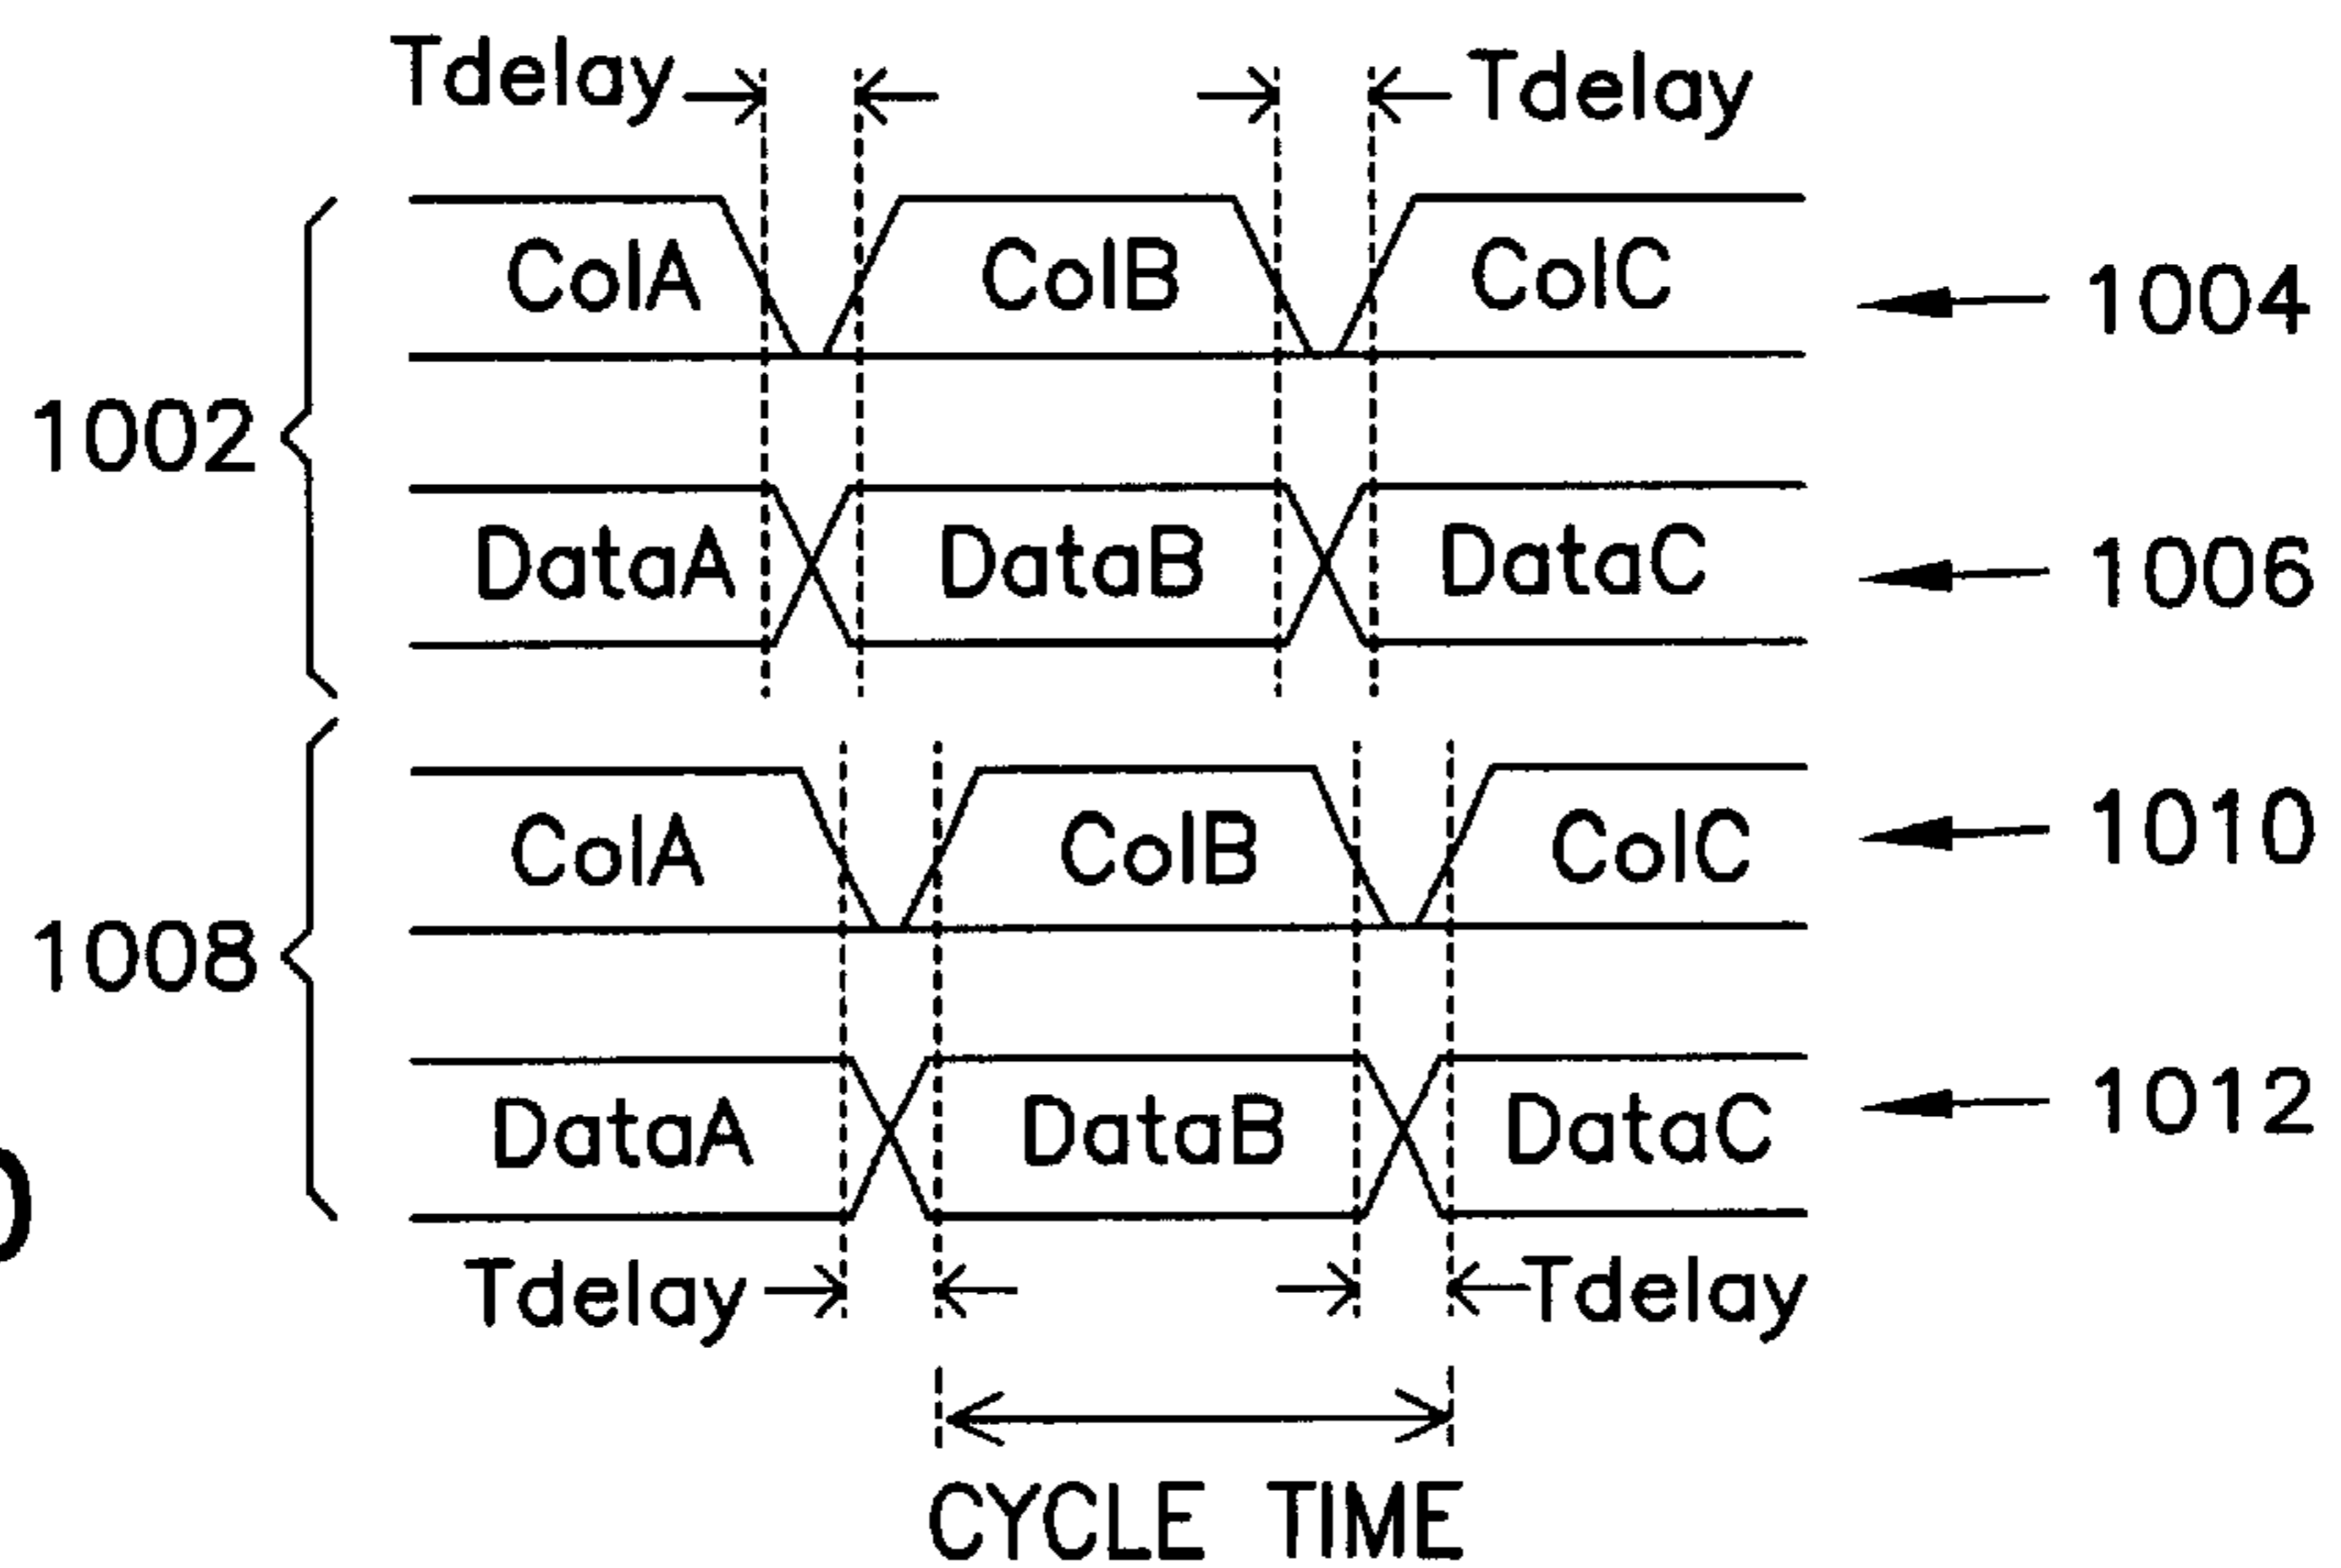 Tdelay Tdelay
ColA ColB ColC 1004
1002
DataA DataB DataC 1006
ColA ColB ColC 1010
1008
DataA DataB DataC 1012
Tdelay Tdelay
CYCLE TIME